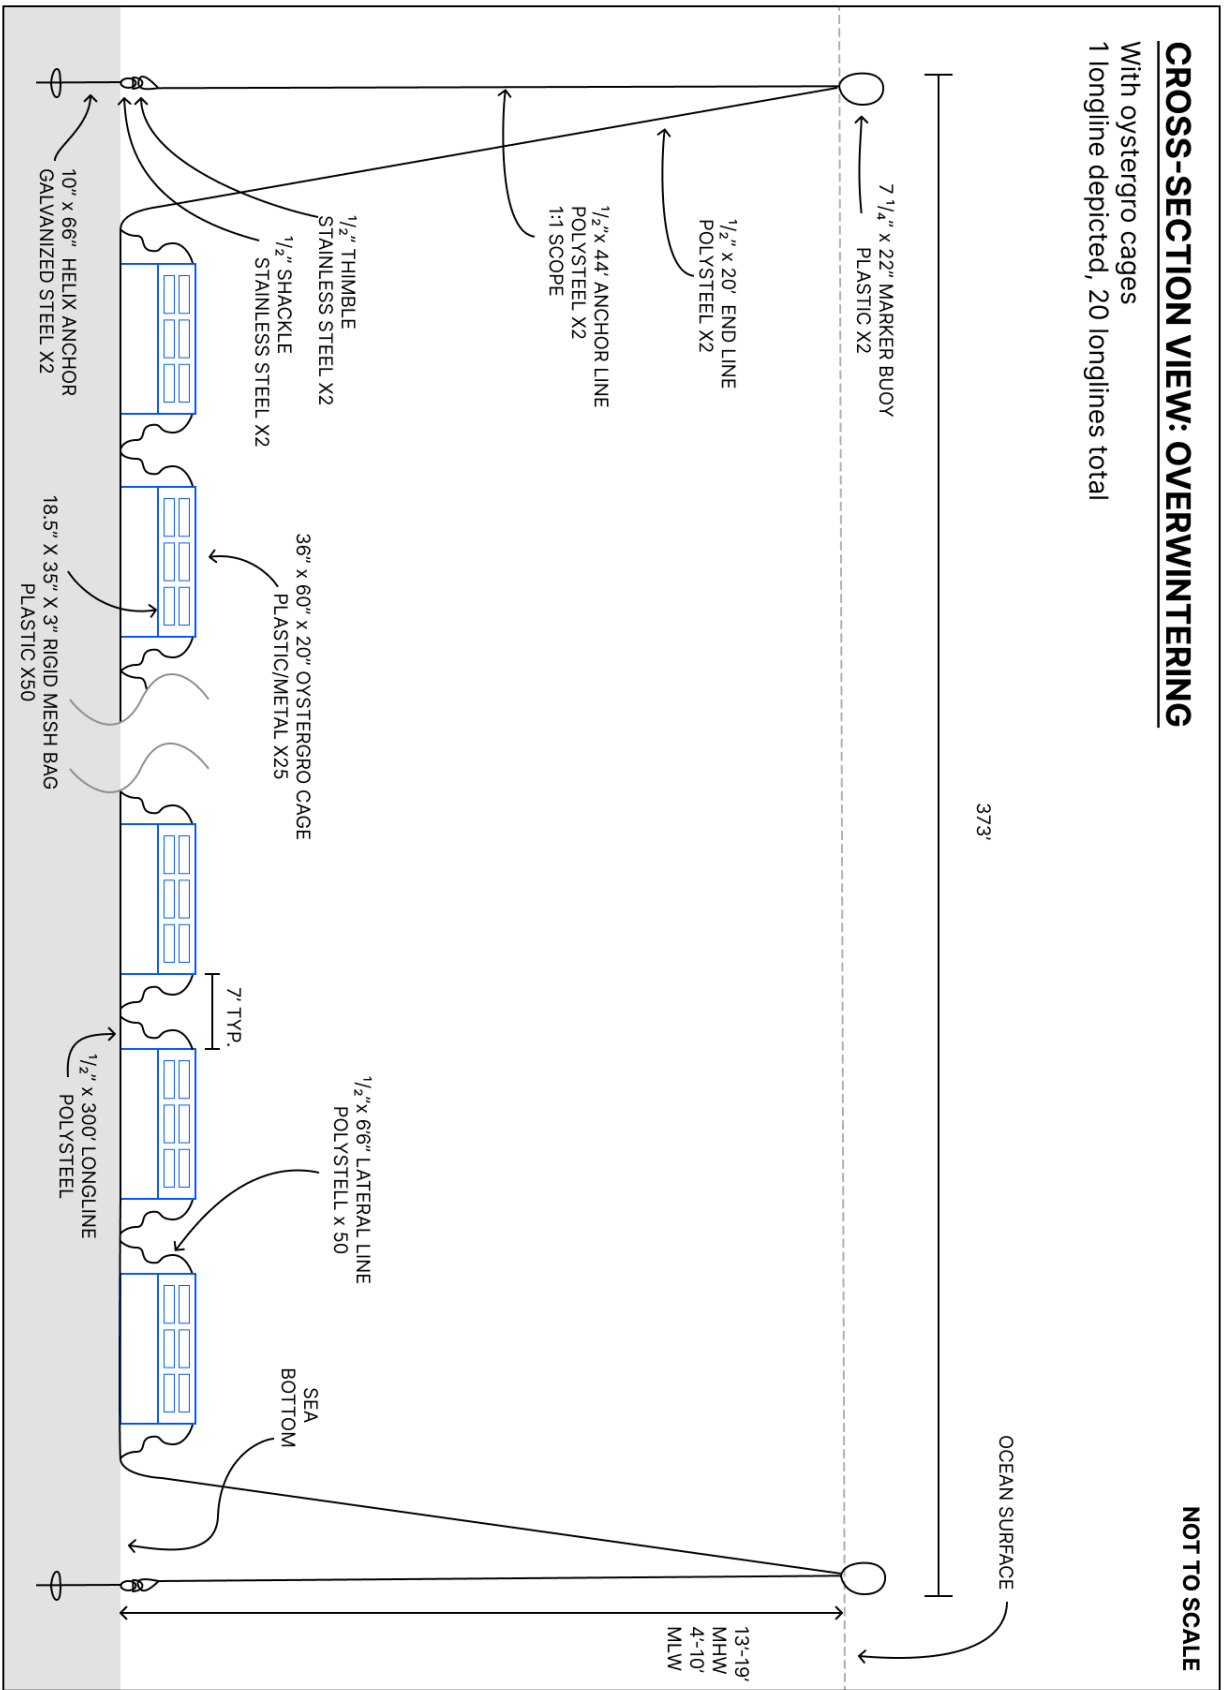 CROSS-SECTION VIEW: OVERWINTERING
With oystergro cages
1 longline depicted, 20 longlines total
NOT TO SCALE
373'
OCEAN SURFACE
7 1/4" x 22" MARKER BUOY
PLASTIC X2
1/2" x 20' END LINE
POLYSTEEL X2
1/2"x 44' ANCHOR LINE
POLYSTEEL X2
1:1 SCOPE
13'-19'
MHW
4'-10'
MLW
1/2" THIMBLE
STAINLESS STEEL X2
1/2" SHACKLE
STAINLESS STEEL X2
36" x 60" x 20" OYSTERGRO CAGE
PLASTIC/METAL X25
1/2"x 6'6" LATERAL LINE
POLYSTELL x 50
SEA
BOTTOM
7' TYP.
10" x 66" HELIX ANCHOR
GALVANIZED STEEL X2
18.5" X 35" X 3" RIGID MESH BAG
PLASTIC X50
1/2" x 300' LONGLINE
POLYSTEEL